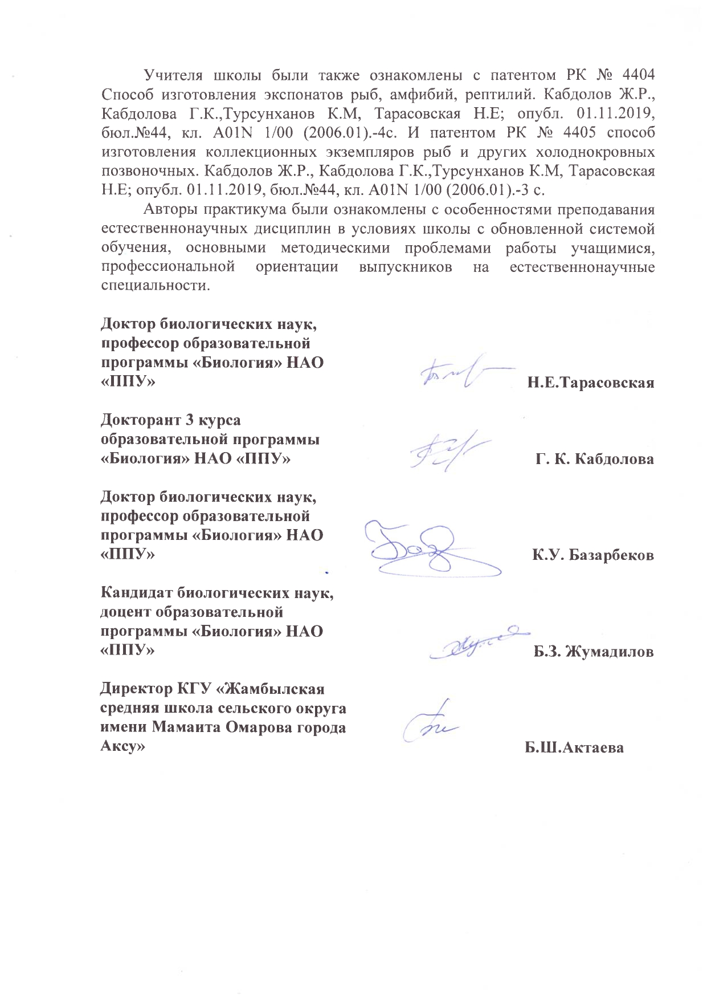 Учителя школы были также ознакомлены с патентом РК № 4404
Способ изготовления экспонатов рыб, амфибий, рептилий. Кабдолов Ж.Р.,
Кабдолова Г.К.,Турсунханов К.М, Тарасовская Н.Е; опубл. 01.11.2019,
бюл.№44, кл. A01N 1/00 (2006.01).-4с. И патентом РК № 4405 способ
изготовления коллекционных экземпляров рыб и других холоднокровных
позвоночных. Кабдолов Ж.Р., Кабдолова Г.К.,Турсунханов К.М, Тарасовская
Н.Е; опубл. 01.11.2019, бюл.№44, кл. A01N 1/00 (2006.01).-3 с.
Авторы практикума были ознакомлены с особенностями преподавания
естественнонаучных дисциплин в условиях школы с обновленной системой
обучения, основными методическими проблемами работы учащимися,
профессиональной ориентации выпускников на естественнонаучные
специальности.
Доктор биологических наук,
профессор образовательной
программы «Биология» НАО
«ППУ» Н.Е.Тарасовская
Докторант 3 курса
образовательной программы
«Биология» НАО «ППУ» Г. К. Кабдолова
Доктор биологических наук,
профессор образовательной
программы «Биология» НАО
«ППУ» К.У. Базарбеков
Кандидат биологических наук,
доцент образовательной
программы «Биология» НАО
«ППУ» Б.З. Жумадилов
Директор КГУ «Жамбылская
средняя школа сельского округа
имени Мамаита Омарова города
Аксу» Б.Ш.Актаева